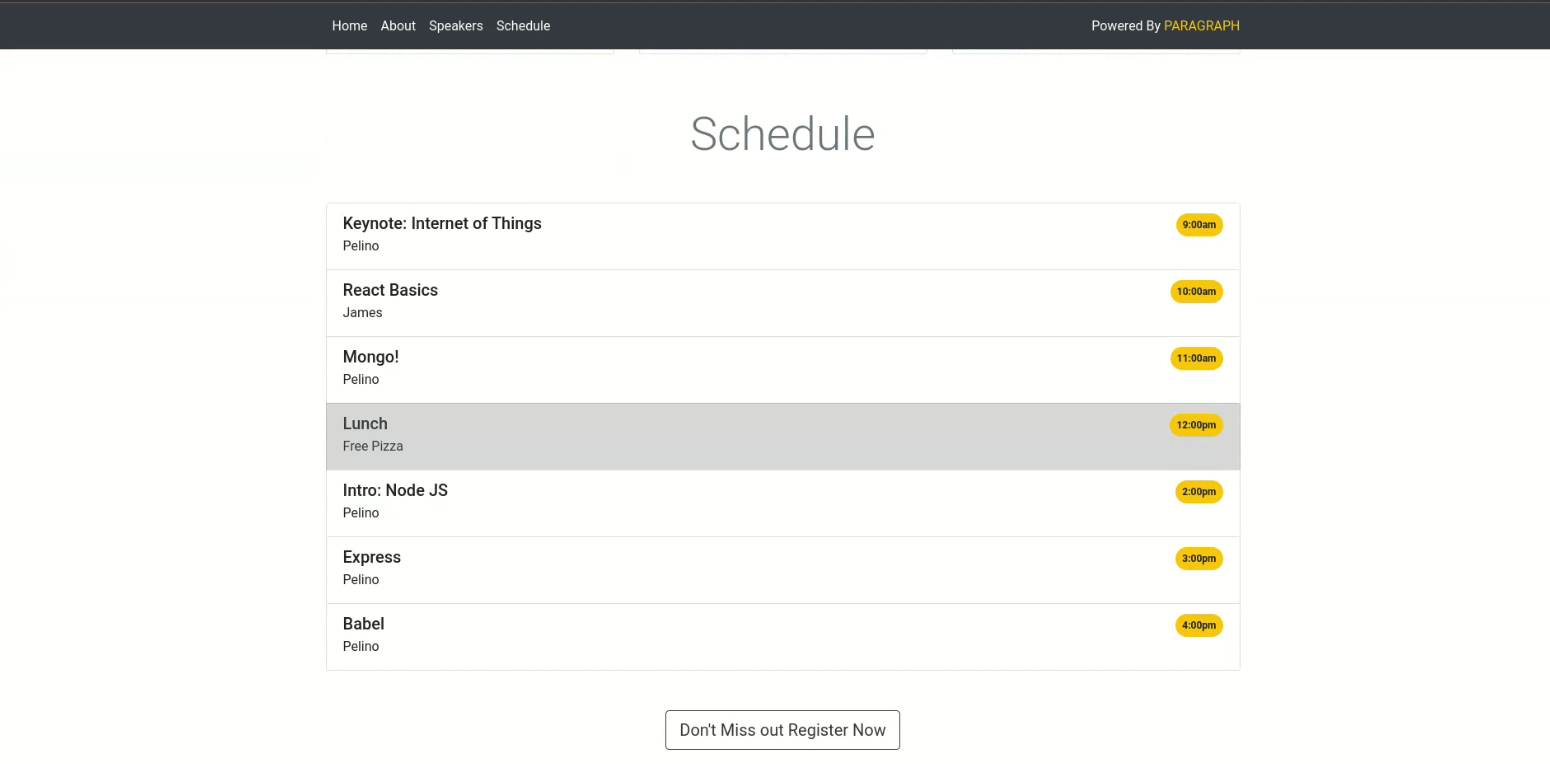 Home About Speakers Schedule Powered By PARAGRAPH
Schedule
Keynote: Internet of Things 9:00am
Pelino
React Basics 10:00am
James
Mongo! 11:00am
Pelino
Lunch 12:00pm
Free Pizza
Intro: Node JS 2:00pm
Pelino
Express 3:00pm
Pelino
Babel 4:00pm
Pelino
Don't Miss out Register Now